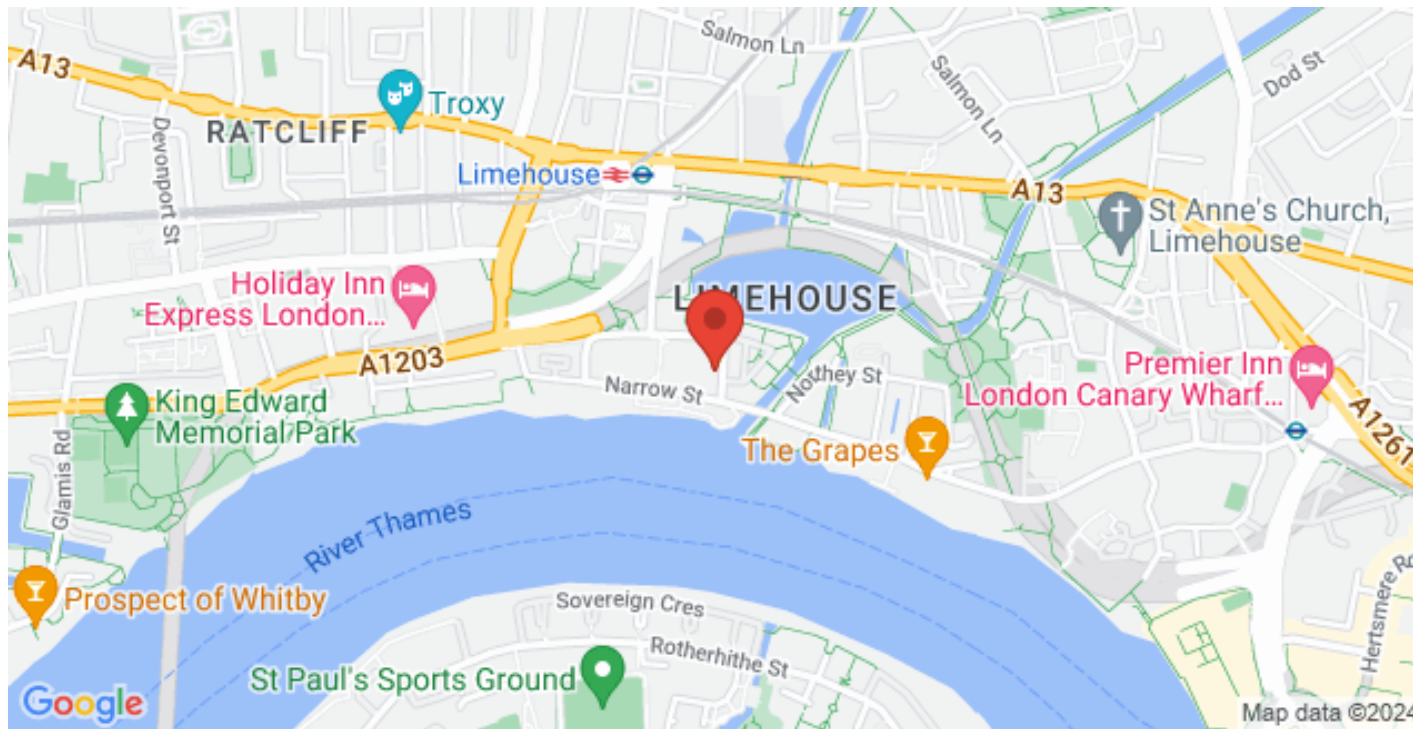 Salmon Ln
A13
Salmon Ln
Dod St
Troxy
RATCLIFF
Devonport St
Limehouse
A13
St Anne's Church,
Limehouse
Holiday Inn
Express London...
LIMEHOUSE
A1203
Premier Inn
London Canary Wharf...
Narrow St
Northey St
King Edward
Memorial Park
A1261
The Grapes
Glamis Rd
River Thames
Prospect of Whitby
Sovereign Cres
Rotherhithe St
Hertsmere Rd
St Paul's Sports Ground
Google
Map data ©2024